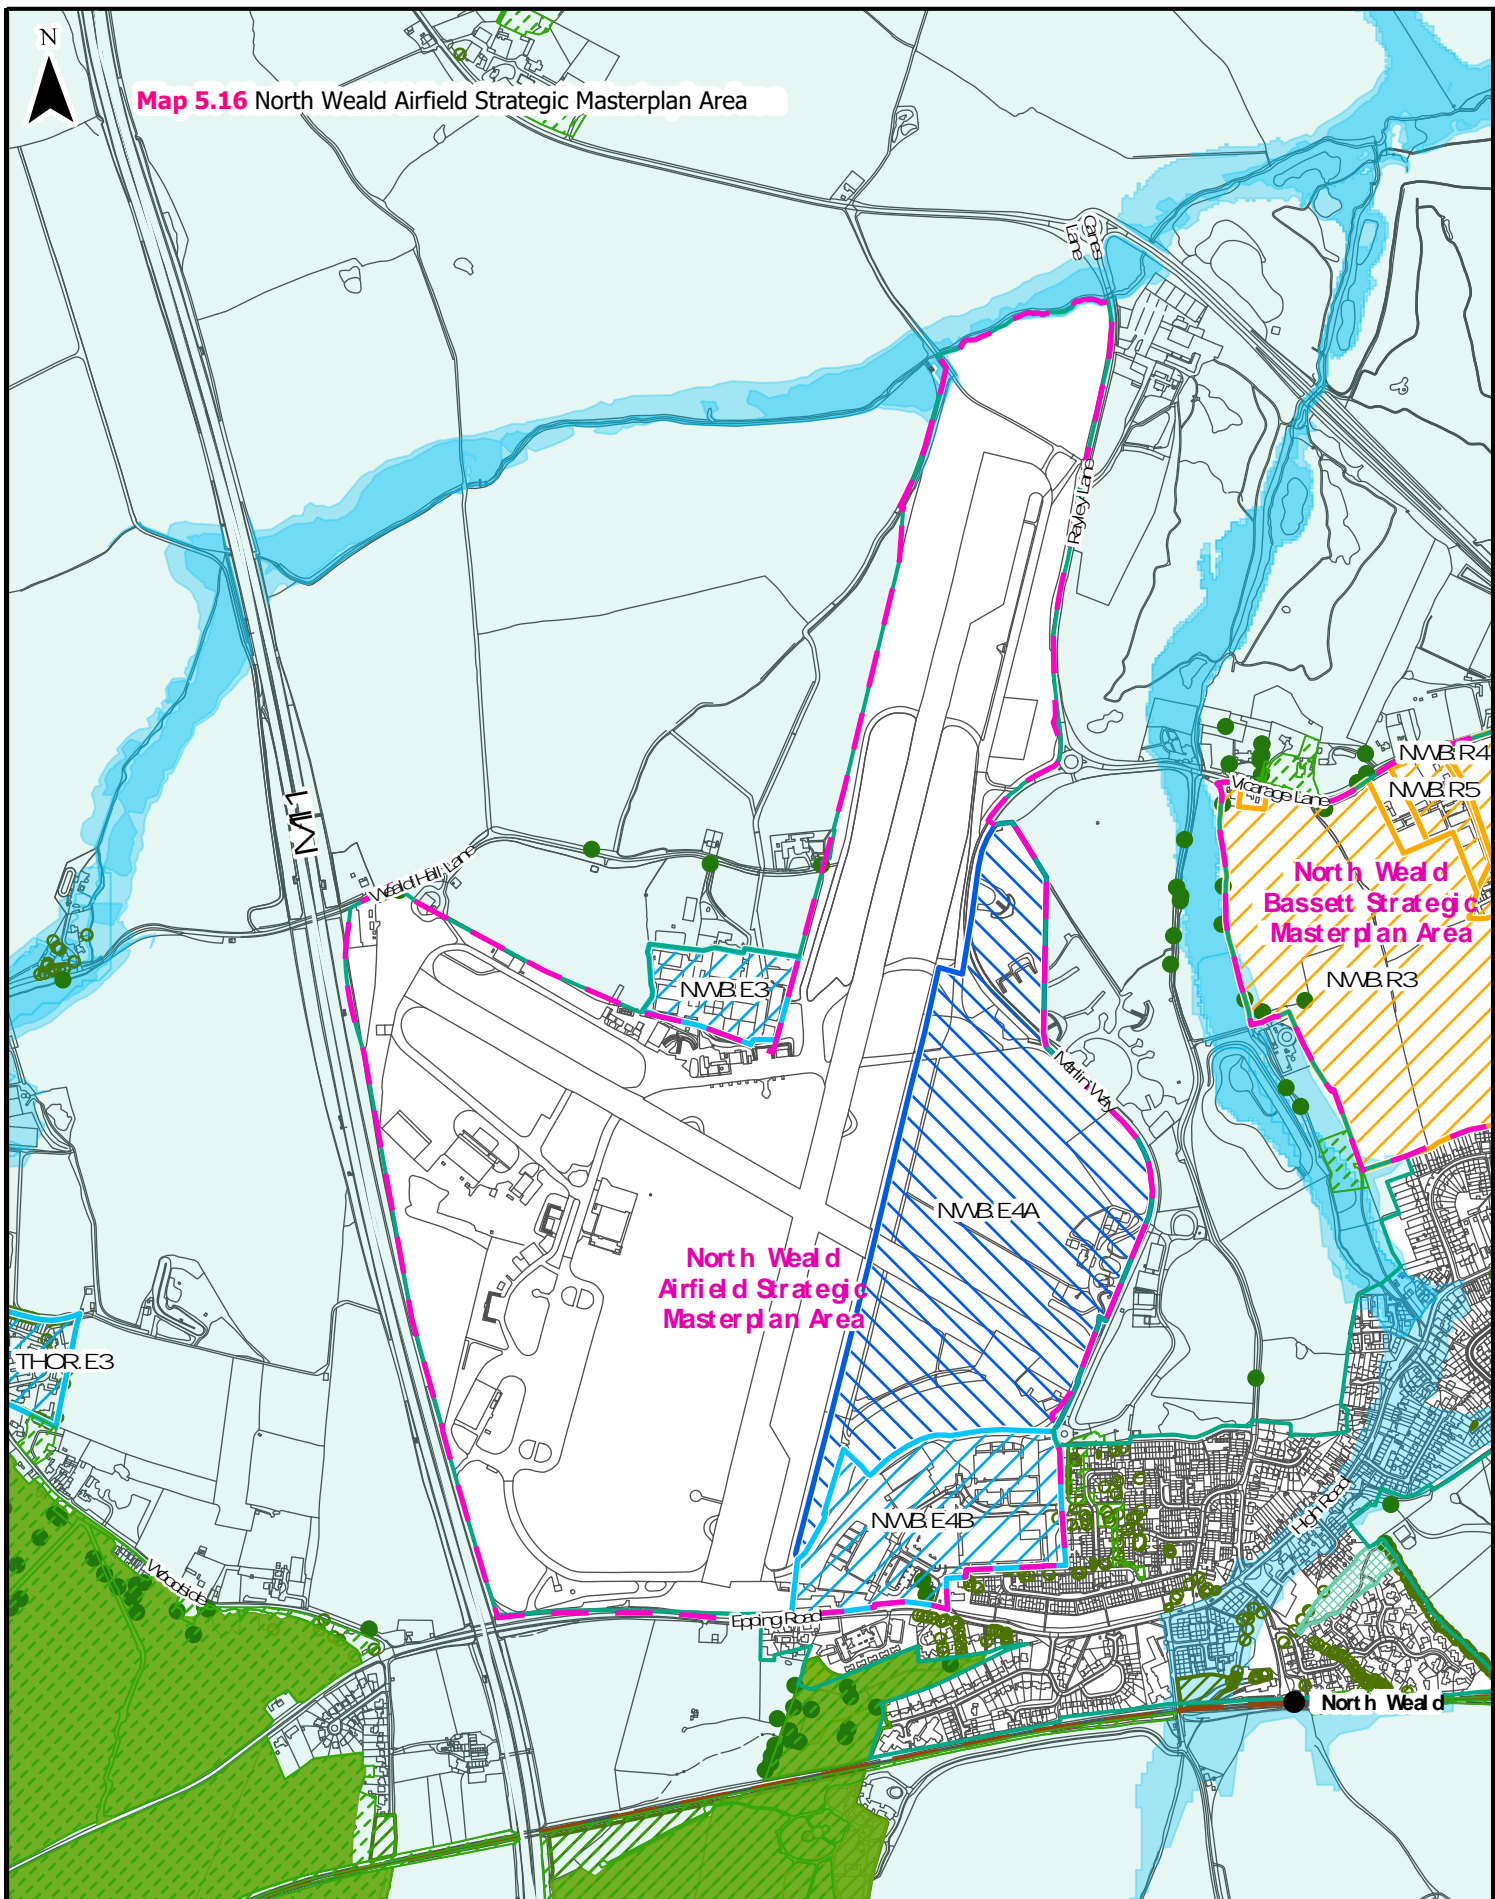 N
Map 5.16 North Weald Airfield Strategic Masterplan Area
Canes
Lane
Rayley Lane
M11
Weald Hall Lane
Vicarage Lane
NWB.R4
NWB.R5
North Weald
Bassett Strategic
Masterplan Area
NWB.R3
NWB.E3
Merlin Way
NWB.E4A
North Weald
Airfield Strategic
Masterplan Area
THOR.E3
NWB.E4B
High Road
Woodside
Epping Road
North Weald